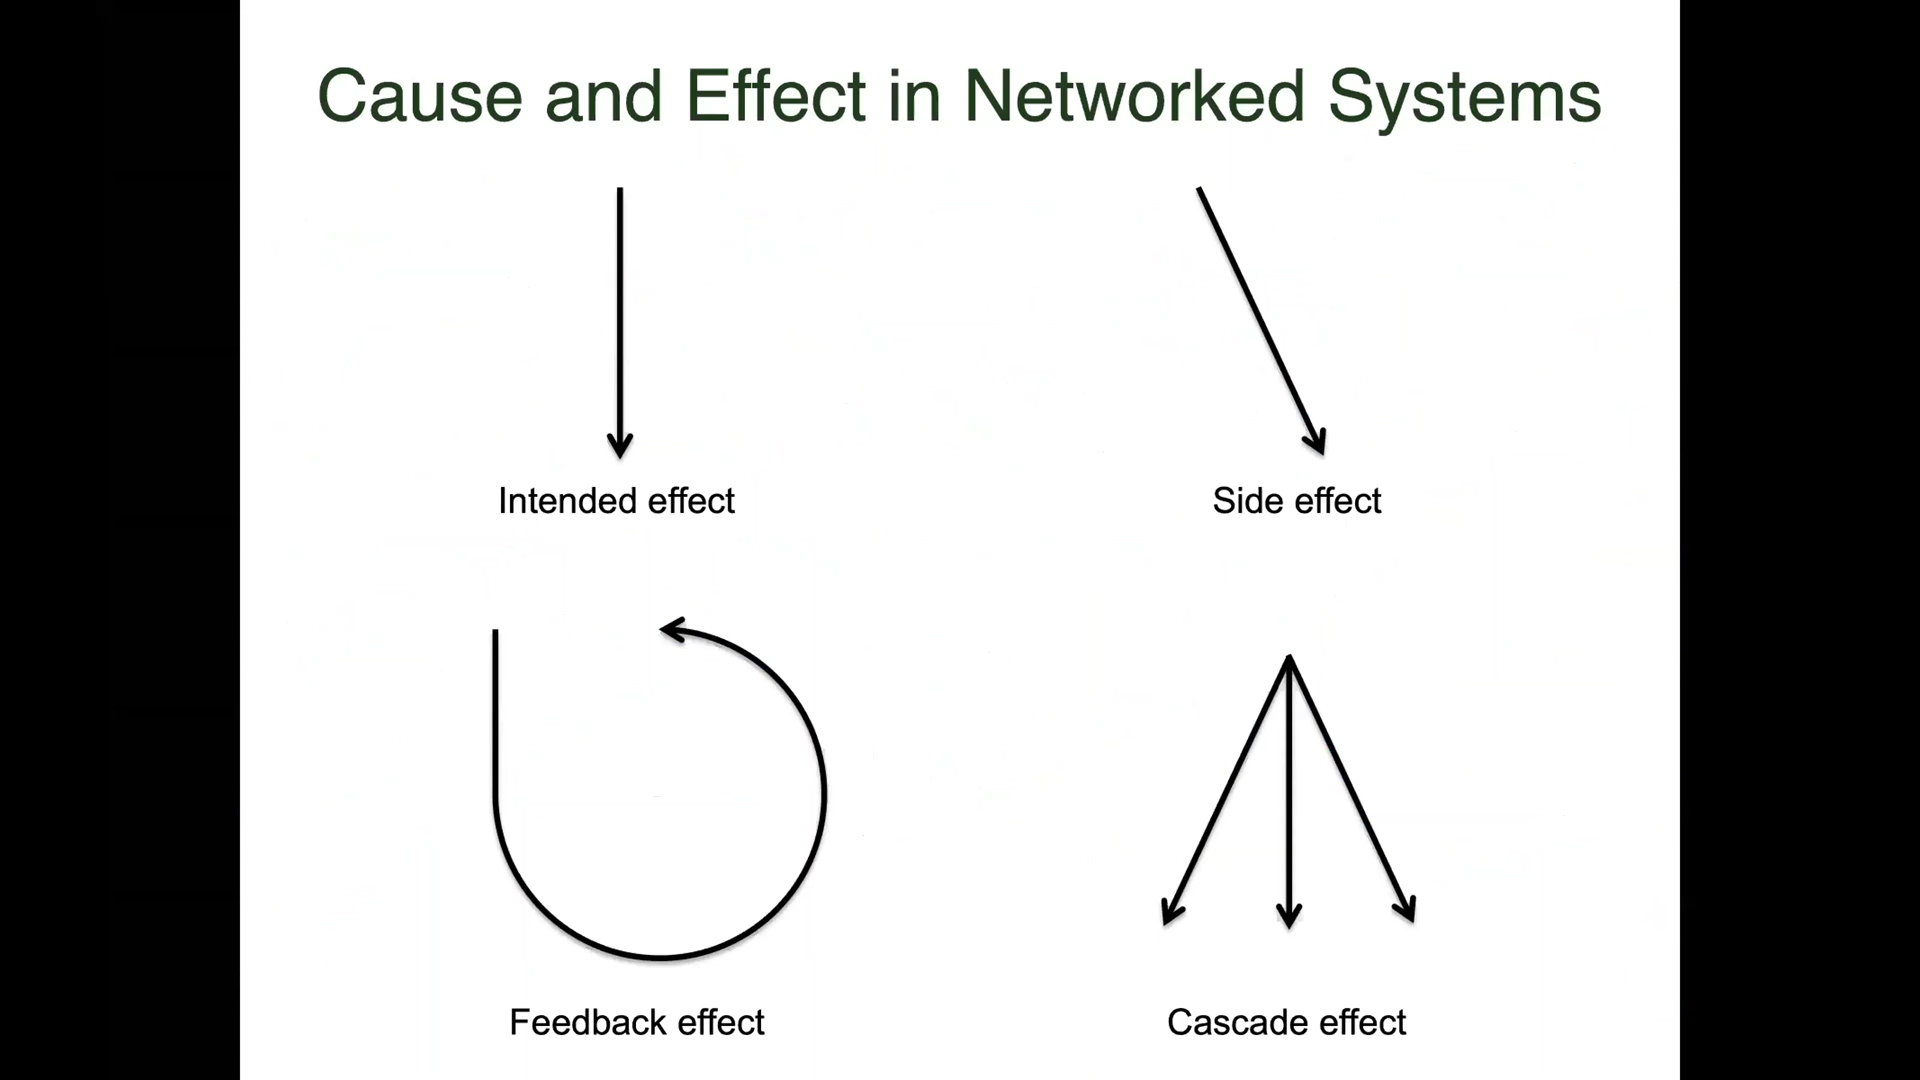 Cause and Effect in Networked Systems
Intended effect
Side effect
Feedback effect
Cascade effect